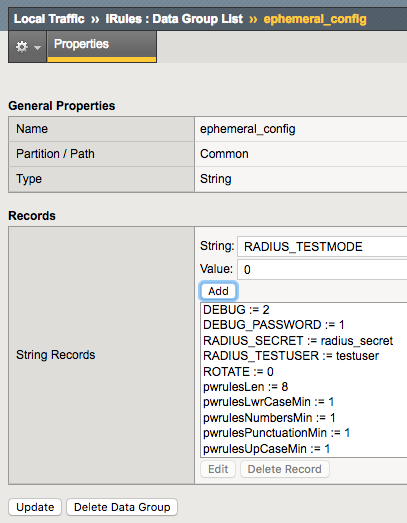 Local Traffic ›› iRules : Data Group List ›› ephemeral_config
Properties
General Properties
Name ephemeral_config
Partition / Path Common
Type String
Records
String: RADIUS_TESTMODE
Value: 0
Add
String Records
DEBUG := 2
DEBUG_PASSWORD := 1
RADIUS_SECRET := radius_secret
RADIUS_TESTUSER := testuser
ROTATE := 0
pwrulesLen := 8
pwrulesLwrCaseMin := 1
pwrulesNumbersMin := 1
pwrulesPunctuationMin := 1
pwrulesUpCaseMin := 1
Edit Delete Record
Update Delete Data Group